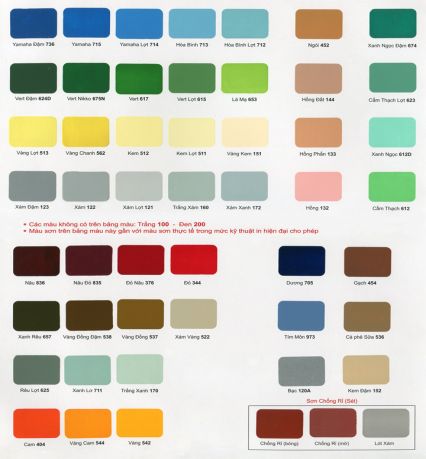 Yamaha Đậm 736 Yamaha 715 Yamaha Lợt 714 Hòa Bình 713 Hòa Bình Lợt 712 Ngói 452 Xanh Ngọc Đậm 674
Vert Đậm 624D Vert Nikko 675N Vert 617 Vert Lợt 615 Lá Mạ 653 Hồng Đất 144 Cẩm Thạch Lợt 623
Vàng Lợt 513 Vàng Chanh 562 Kem 512 Kem Lợt 511 Vàng Kem 151 Hồng Phấn 133 Xanh Ngọc 612D
Xám Đậm 123 Xám 122 Xám Lợt 121 Trắng Xám 160 Xám Xanh 172 Hồng 132 Cẩm Thạch 612
• Các màu không có trên bảng màu: Trắng 100 - Đen 200
• Màu sơn trên bảng màu này gần với màu sơn thực tế trong mức kỹ thuật in hiện đại cho phép
Nâu 836 Nâu Đỏ 835 Đỏ Nâu 376 Đỏ 344 Dương 705 Gạch 454
Xanh Rêu 657 Vàng Đồng Đậm 538 Vàng Đồng 537 Xám Vàng 522 Tím Môn 973 Cà phê Sữa 536
Rêu Lợt 625 Xanh Lơ 711 Trắng Xanh 170 Bạc 120A Kem Đậm 152
Sơn Chống Rỉ (Sét)
Cam 404 Vàng Cam 544 Vàng 542 Chống Rỉ (bóng) Chống Rỉ (mờ) Lót Xám